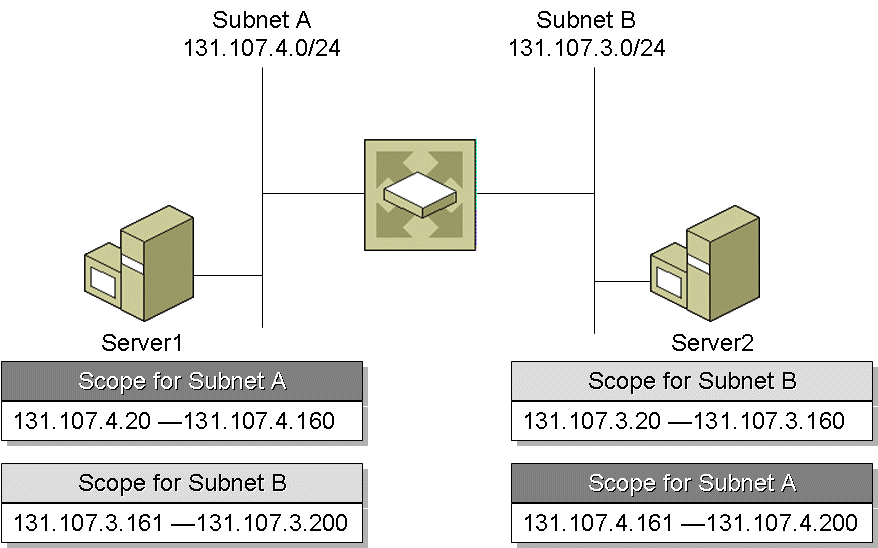 Subnet A
131.107.4.0/24
Subnet B
131.107.3.0/24
Server1
Server2
Scope for Subnet A
131.107.4.20 —131.107.4.160
Scope for Subnet B
131.107.3.161 —131.107.3.200
Scope for Subnet B
131.107.3.20 —131.107.3.160
Scope for Subnet A
131.107.4.161 —131.107.4.200